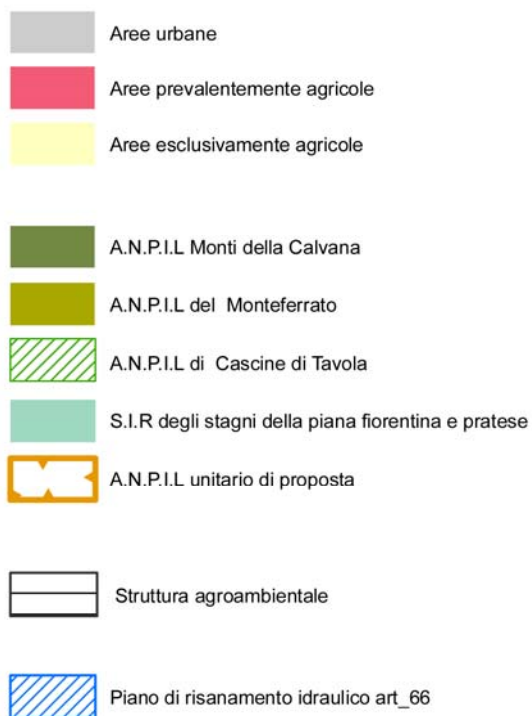 Aree urbane
Aree prevalentemente agricole
Aree esclusivamente agricole
A.N.P.I.L Monti della Calvana
A.N.P.I.L del Monteferrato
A.N.P.I.L di Cascine di Tavola
S.I.R degli stagni della piana fiorentina e pratese
A.N.P.I.L unitario di proposta
Struttura agroambientale
Piano di risanamento idraulico art_66